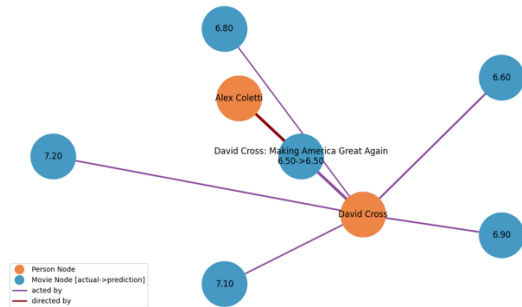 6.80
6.60
Alex Coletti
David Cross: Making America Great Again
6.50->6.50
7.20
David Cross
6.90
7.10
Person Node
Movie Node [actual->prediction]
acted by
directed by